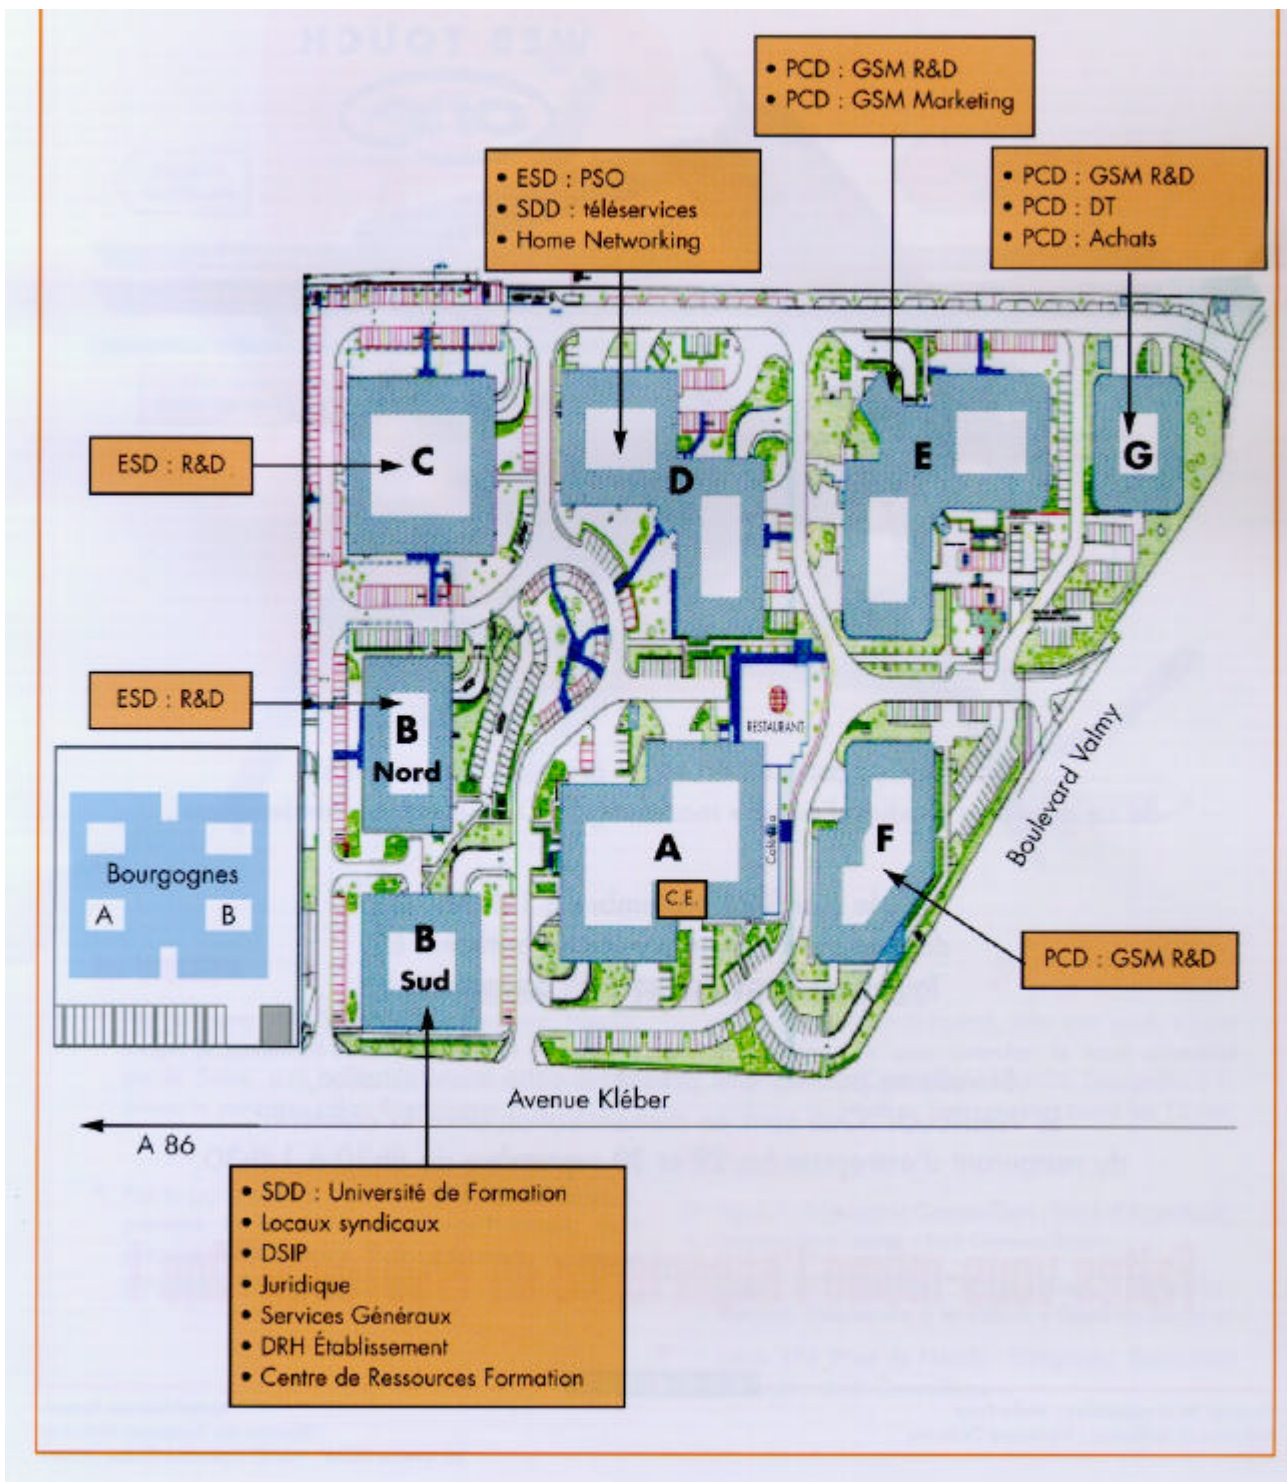 • PCD : GSM R&D
• PCD : GSM Marketing
• ESD : PSO
• SDD : téléservices
• Home Networking
• PCD : GSM R&D
• PCD : DT
• PCD : Achats
ESD : R&D
C
D
E
G
ESD : R&D
B
Nord
RESTAURANT
Boulevard Valmy
Bourgognes
A
B
A
C.E.
F
B
Sud
PCD : GSM R&D
Avenue Kléber
A 86
• SDD : Université de Formation
• Locaux syndicaux
• DSIP
• Juridique
• Services Généraux
• DRH Établissement
• Centre de Ressources Formation